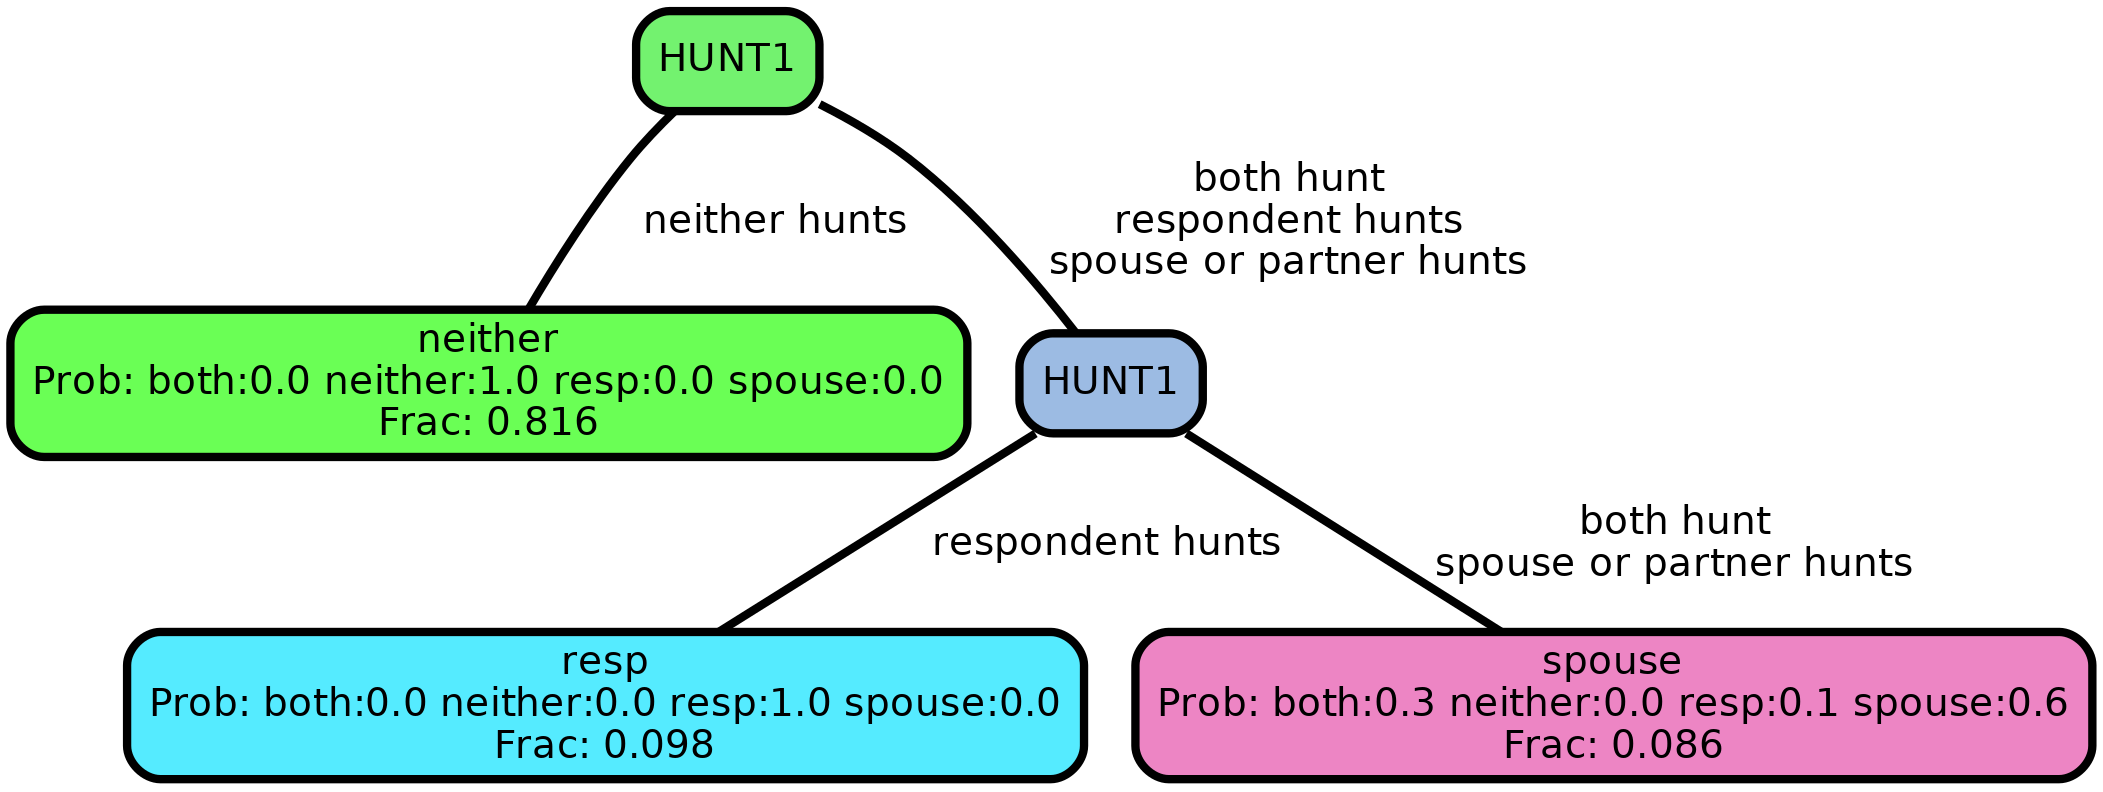 HUNT1
neither hunts
both hunt
respondent hunts
spouse or partner hunts
neither
Prob: both:0.0 neither:1.0 resp:0.0 spouse:0.0
Frac: 0.816
HUNT1
respondent hunts
both hunt
spouse or partner hunts
resp
Prob: both:0.0 neither:0.0 resp:1.0 spouse:0.0
Frac: 0.098
spouse
Prob: both:0.3 neither:0.0 resp:0.1 spouse:0.6
Frac: 0.086